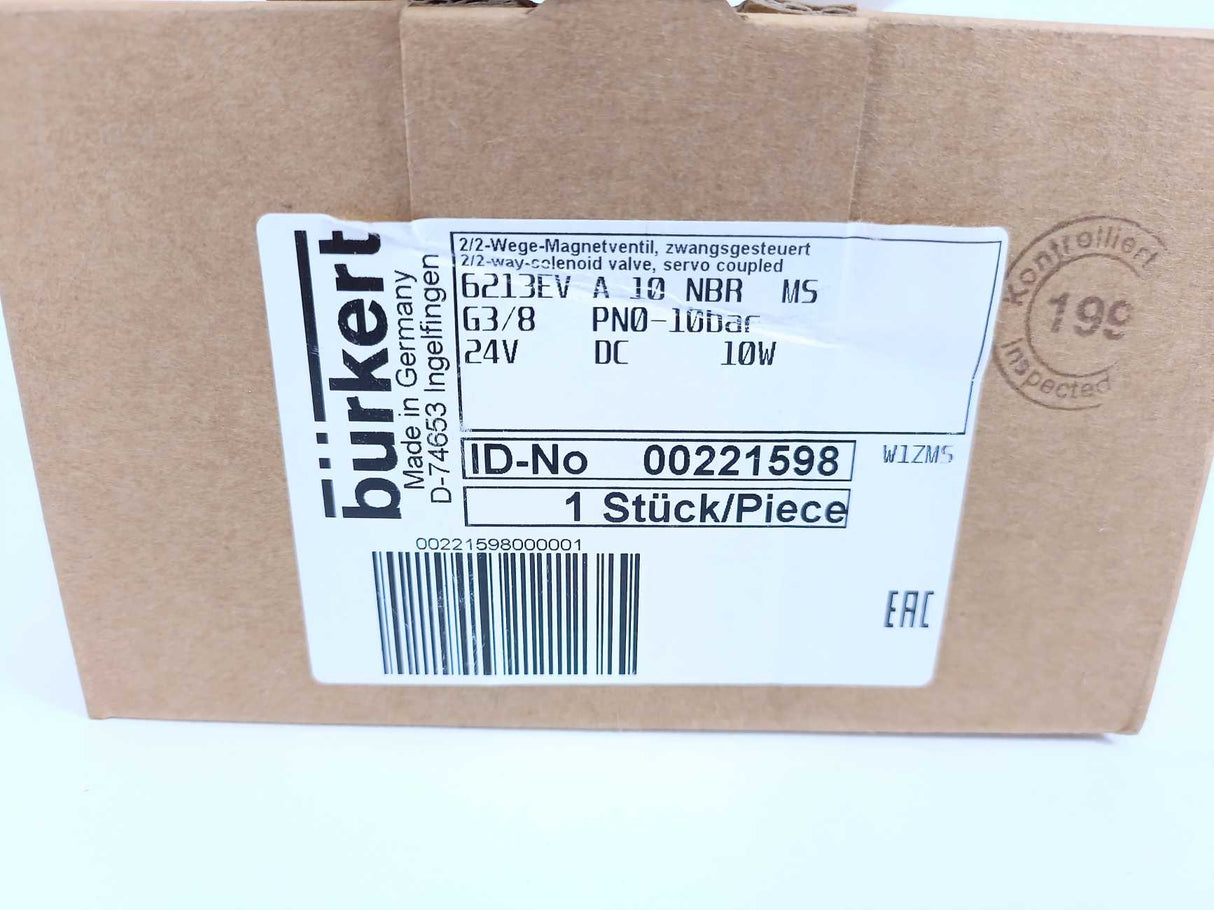 bürkert
Made in Germany
D-74653 Ingelfingen
2/2-Wege-Magnetventil, zwangsgesteuert
2/2-way-solenoid valve, servo coupled
6213EV A 10 NBR MS
G3/8 PN0-10bar
24V DC 10W
ID-No 00221598
W1ZMS
1 Stück/Piece
00221598000001
EAC
Kontrolliert
199
Inspected